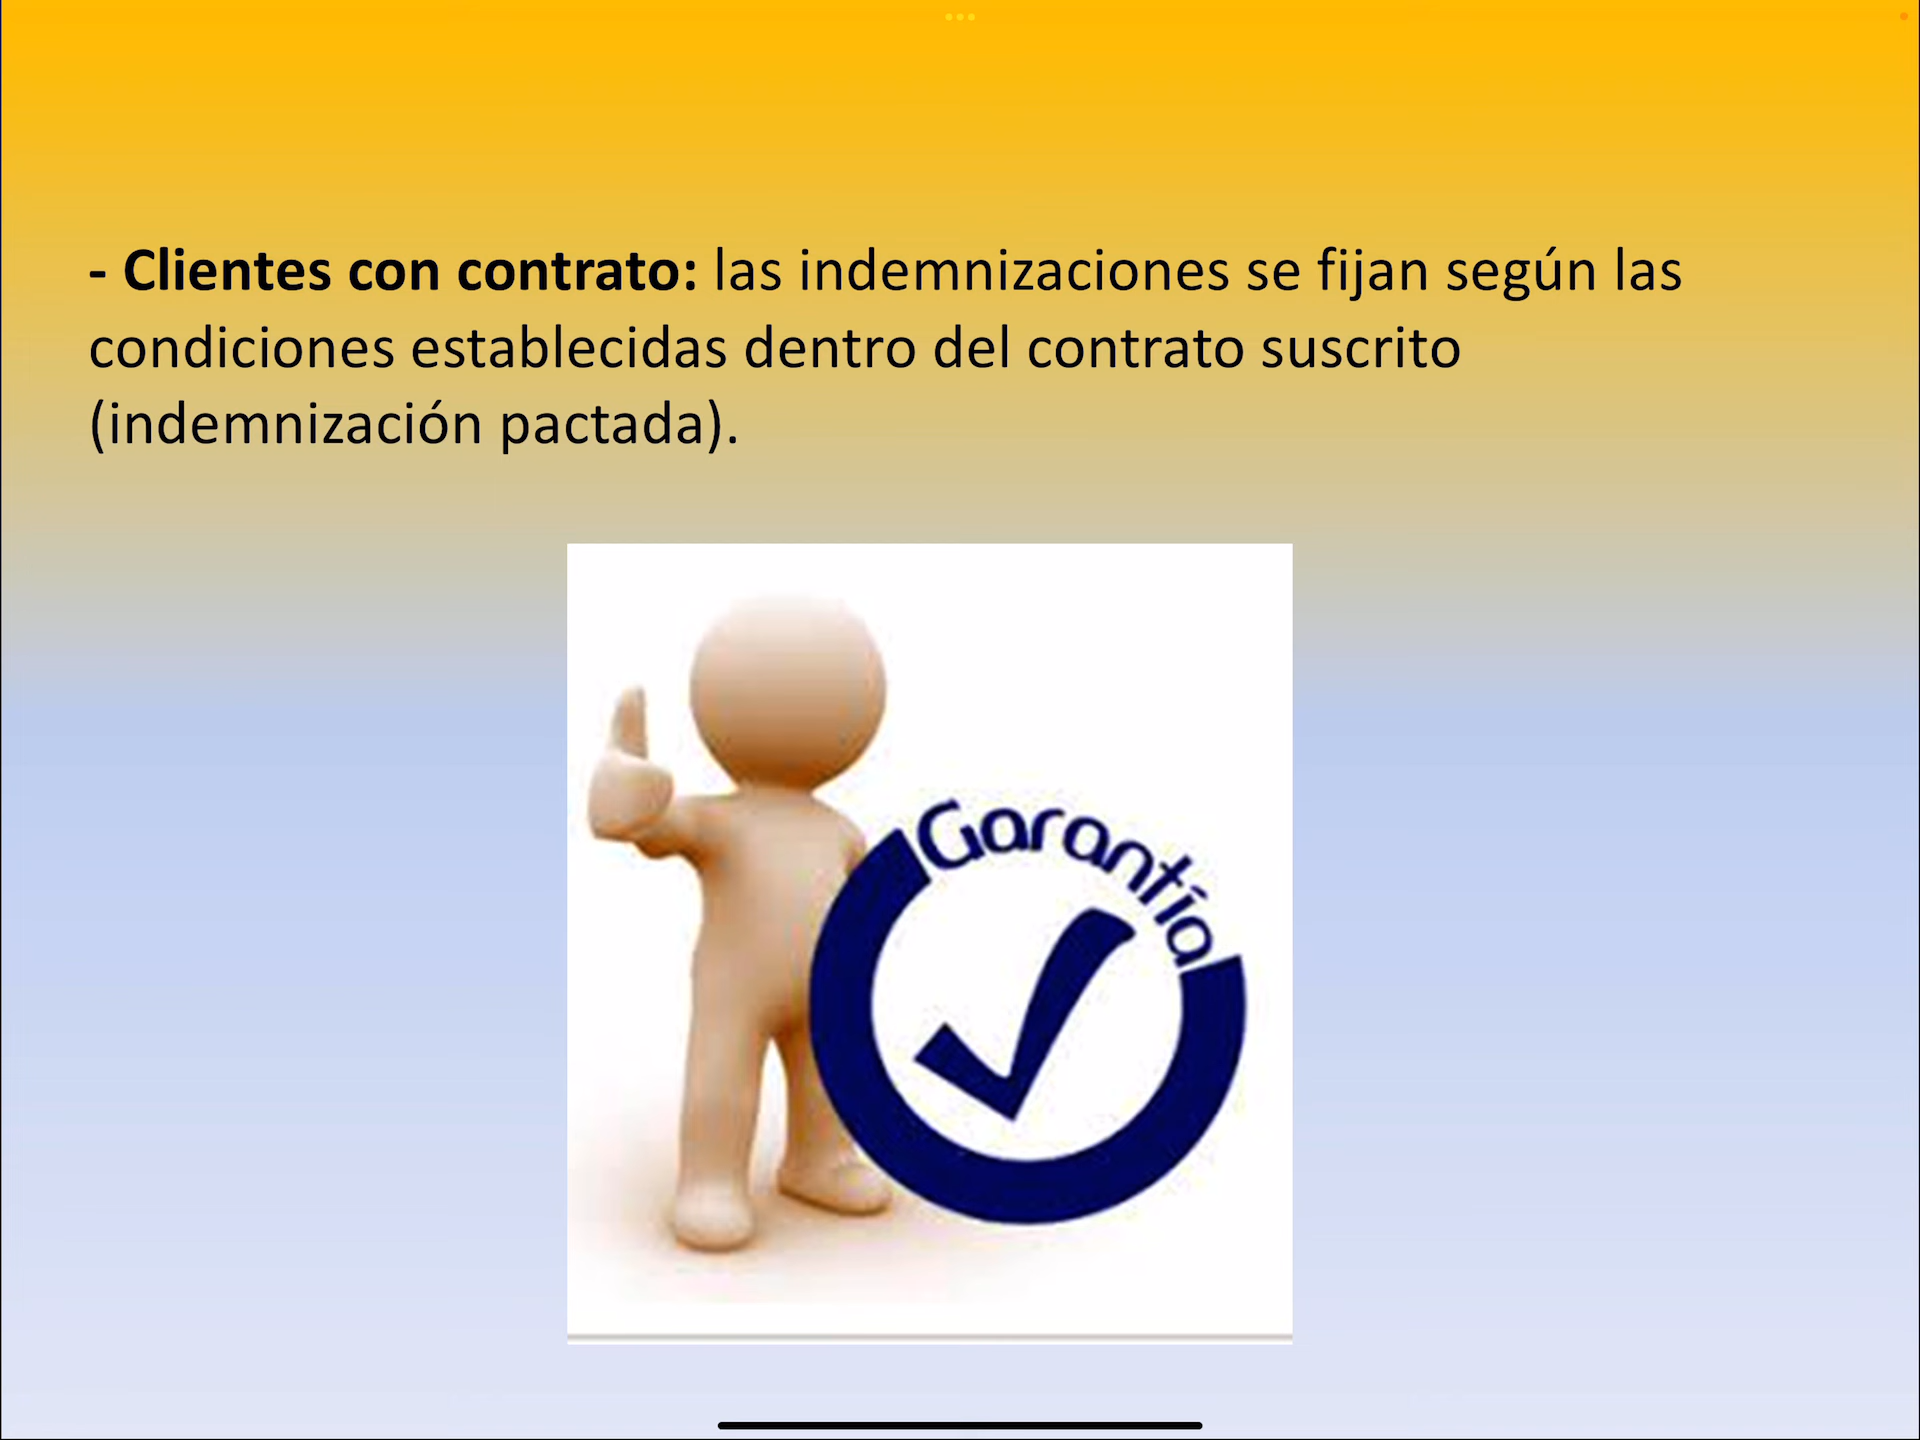 - Clientes con contrato: las indemnizaciones se fijan según las
condiciones establecidas dentro del contrato suscrito
(indemnización pactada).
Garantía